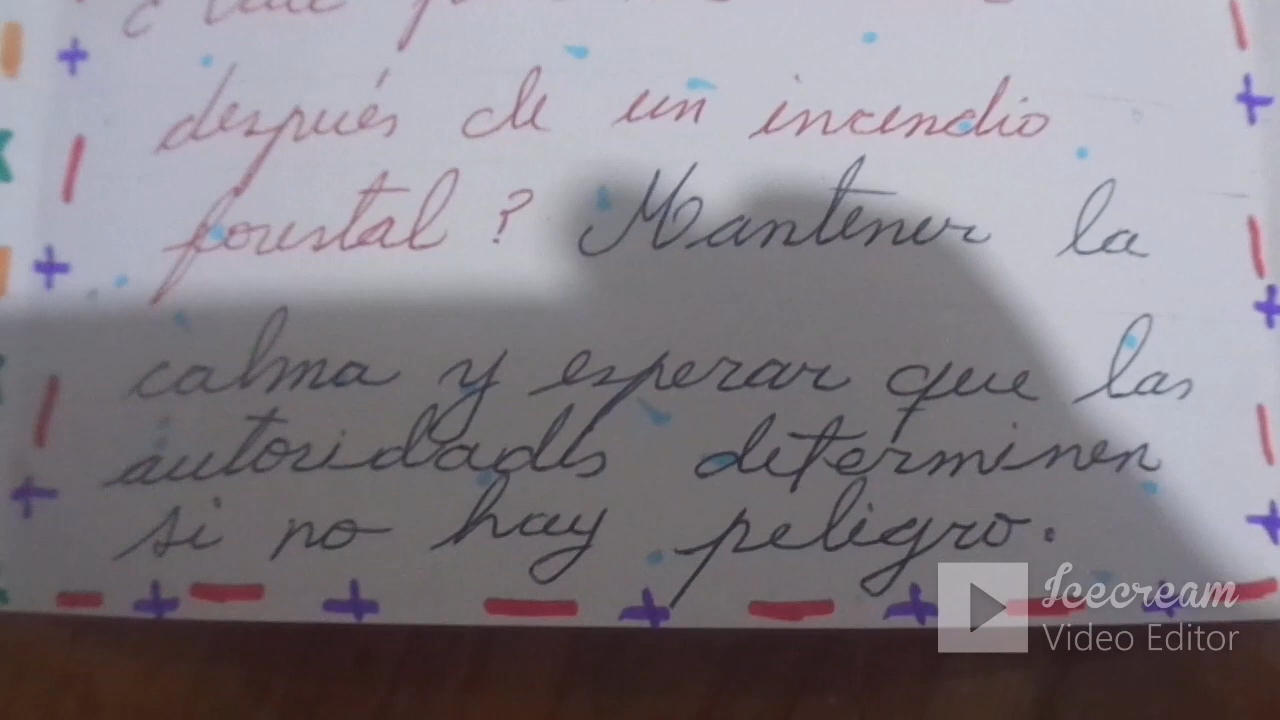 después de un incendio
forestal? Mantener la
calma y esperar que las
autoridades determinen
si no hay peligro.
Icecream
Video Editor